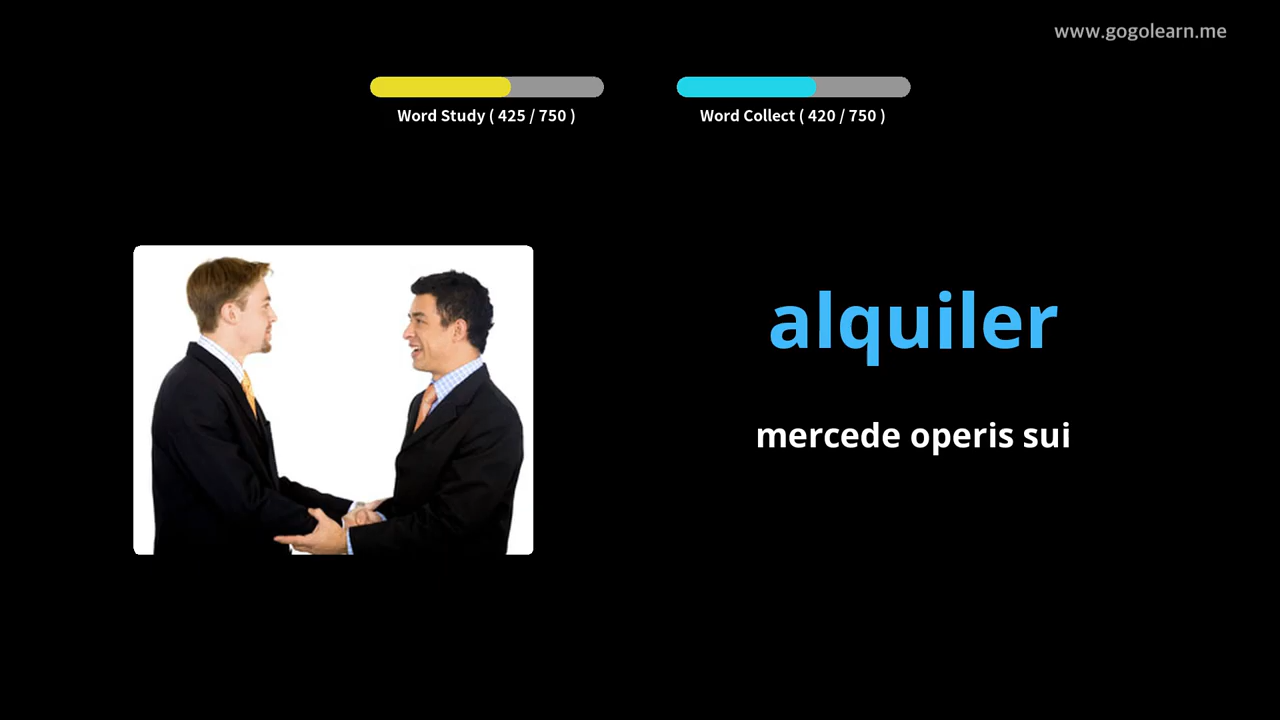 www.gogolearn.me
Word Study ( 425 / 750 )
Word Collect ( 420 / 750 )
alquiler
mercede operis sui